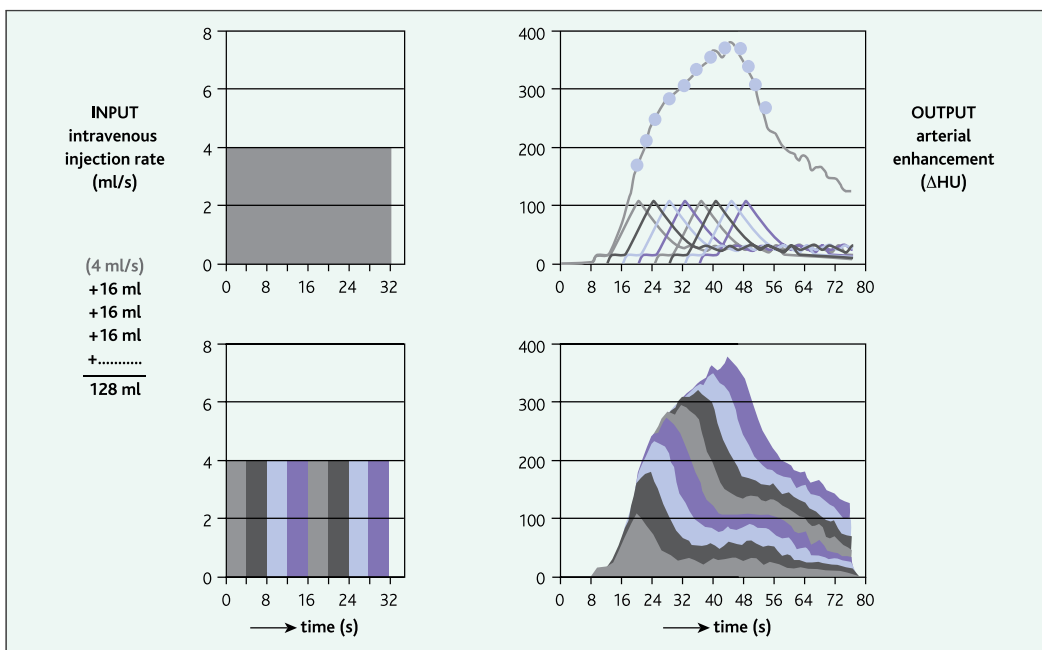 INPUT
intravenous
injection rate
(ml/s)
(4 ml/s)
+16 ml
+16 ml
+16 ml
+...........
128 ml
8
6
4
2
0
0 8 16 24 32
400
300
200
100
0
0 8 16 24 32 40 48 56 64 72 80
OUTPUT
arterial
enhancement
(ΔHU)
8
6
4
2
0
0 8 16 24 32
time (s)
400
300
200
100
0
0 8 16 24 32 40 48 56 64 72 80
time (s)